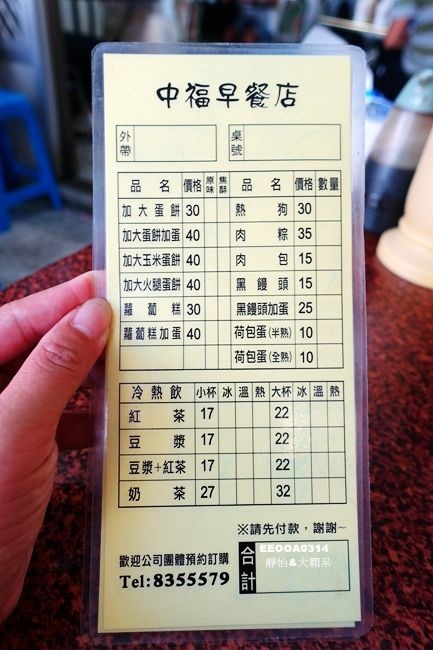 中福早餐店
外帶 桌號
品名 價格 原味 焦酥 品名 價格 數量
加大蛋餅 30 熱狗 30
加大蛋餅加蛋 40 肉粽 35
加大玉米蛋餅 40 肉包 15
加大火腿蛋餅 40 黑饅頭 15
蘿蔔糕 30 黑饅頭加蛋 25
蘿蔔糕加蛋 40 荷包蛋(半熟) 10
荷包蛋(全熟) 10
冷熱飲 小杯 冰 溫 熱 大杯 冰 溫 熱
紅茶 17 22
豆漿 17 22
豆漿+紅茶 17 22
奶茶 27 32
※請先付款，謝謝~
歡迎公司團體預約訂購
Tel:8355579
合計
EEOOA0314
靜怡&大顆呆